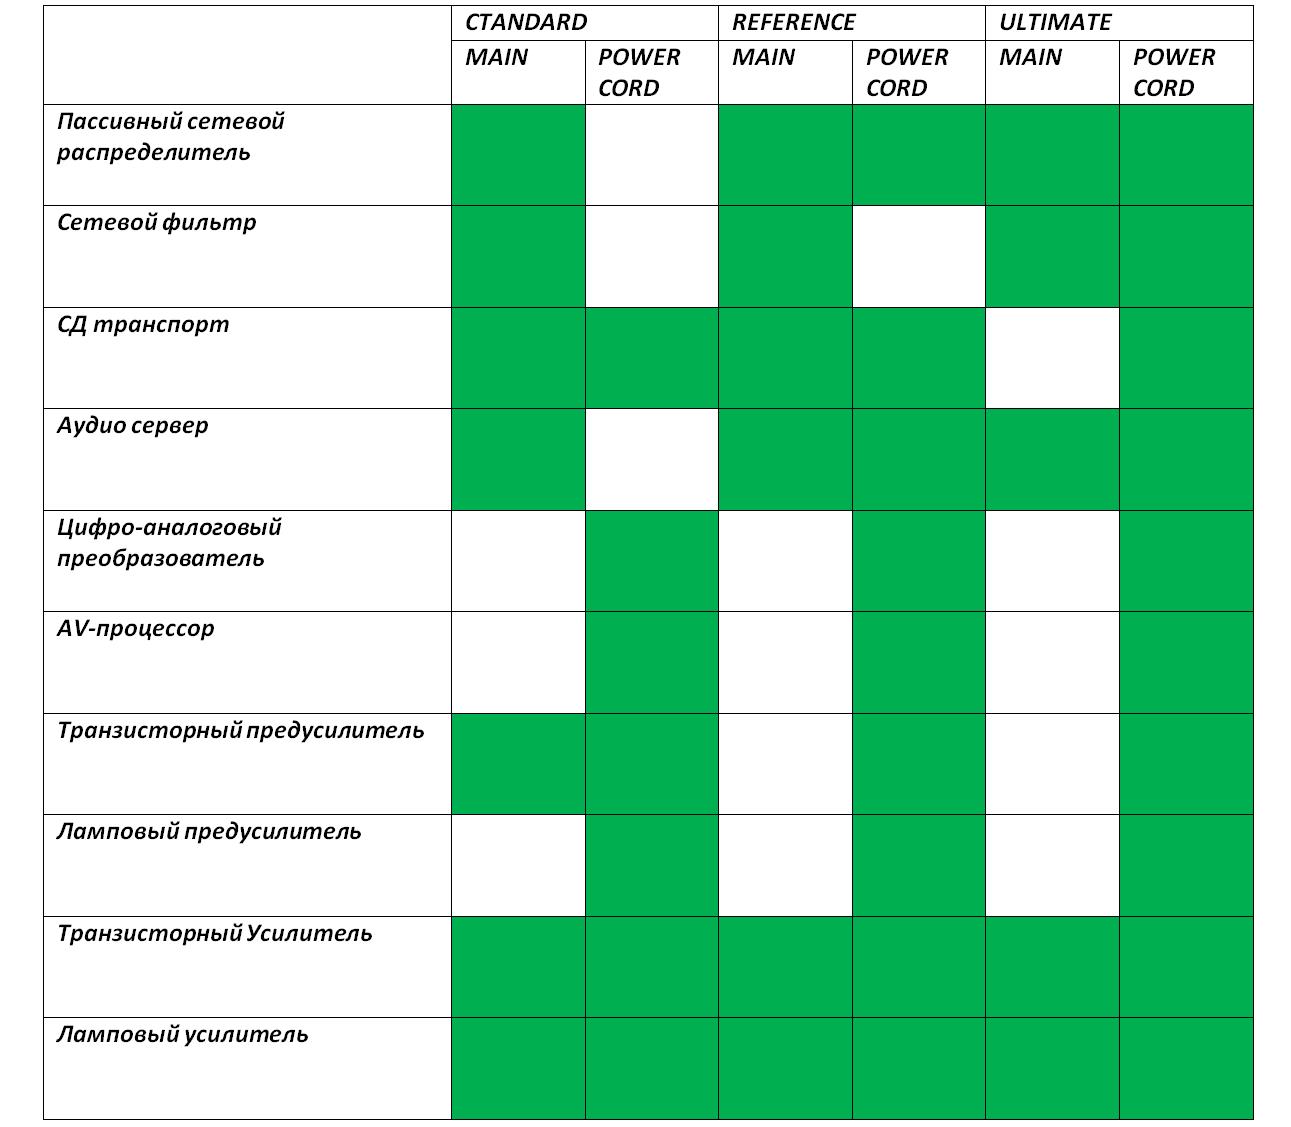 CTANDARD REFERENCE ULTIMATE
MAIN POWER CORD MAIN POWER CORD MAIN POWER CORD
Пассивный сетевой
распределитель
Сетевой фильтр
СД транспорт
Аудио сервер
Цифро-аналоговый
преобразователь
AV-процессор
Транзисторный предусилитель
Ламповый предусилитель
Транзисторный Усилитель
Ламповый усилитель